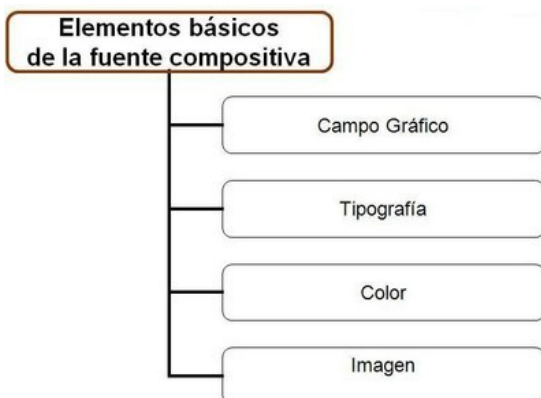 Elementos básicos
de la fuente compositiva
Campo Gráfico
Tipografía
Color
Imagen